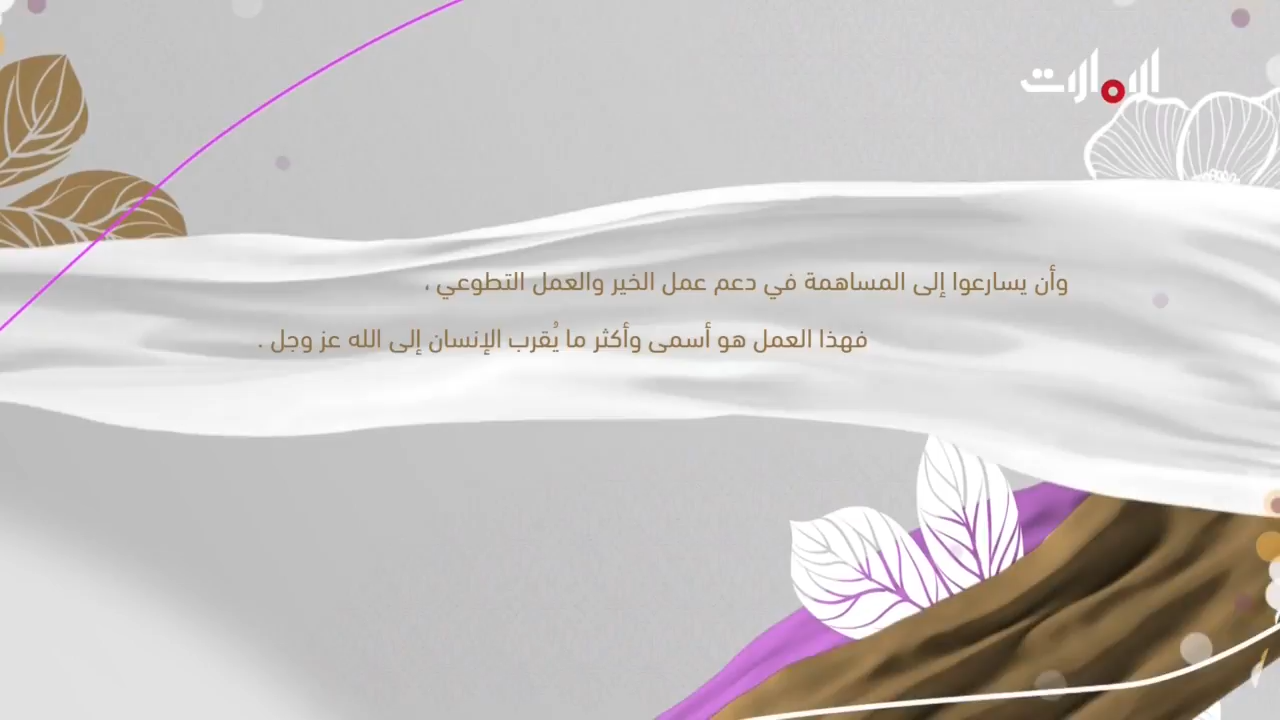 الإمارات
وأن يسارعوا إلى المساهمة في دعم عمل الخير والعمل التطوعي ،
فهذا العمل هو أسمى وأكثر ما يُقرب الإنسان إلى الله عز وجل .